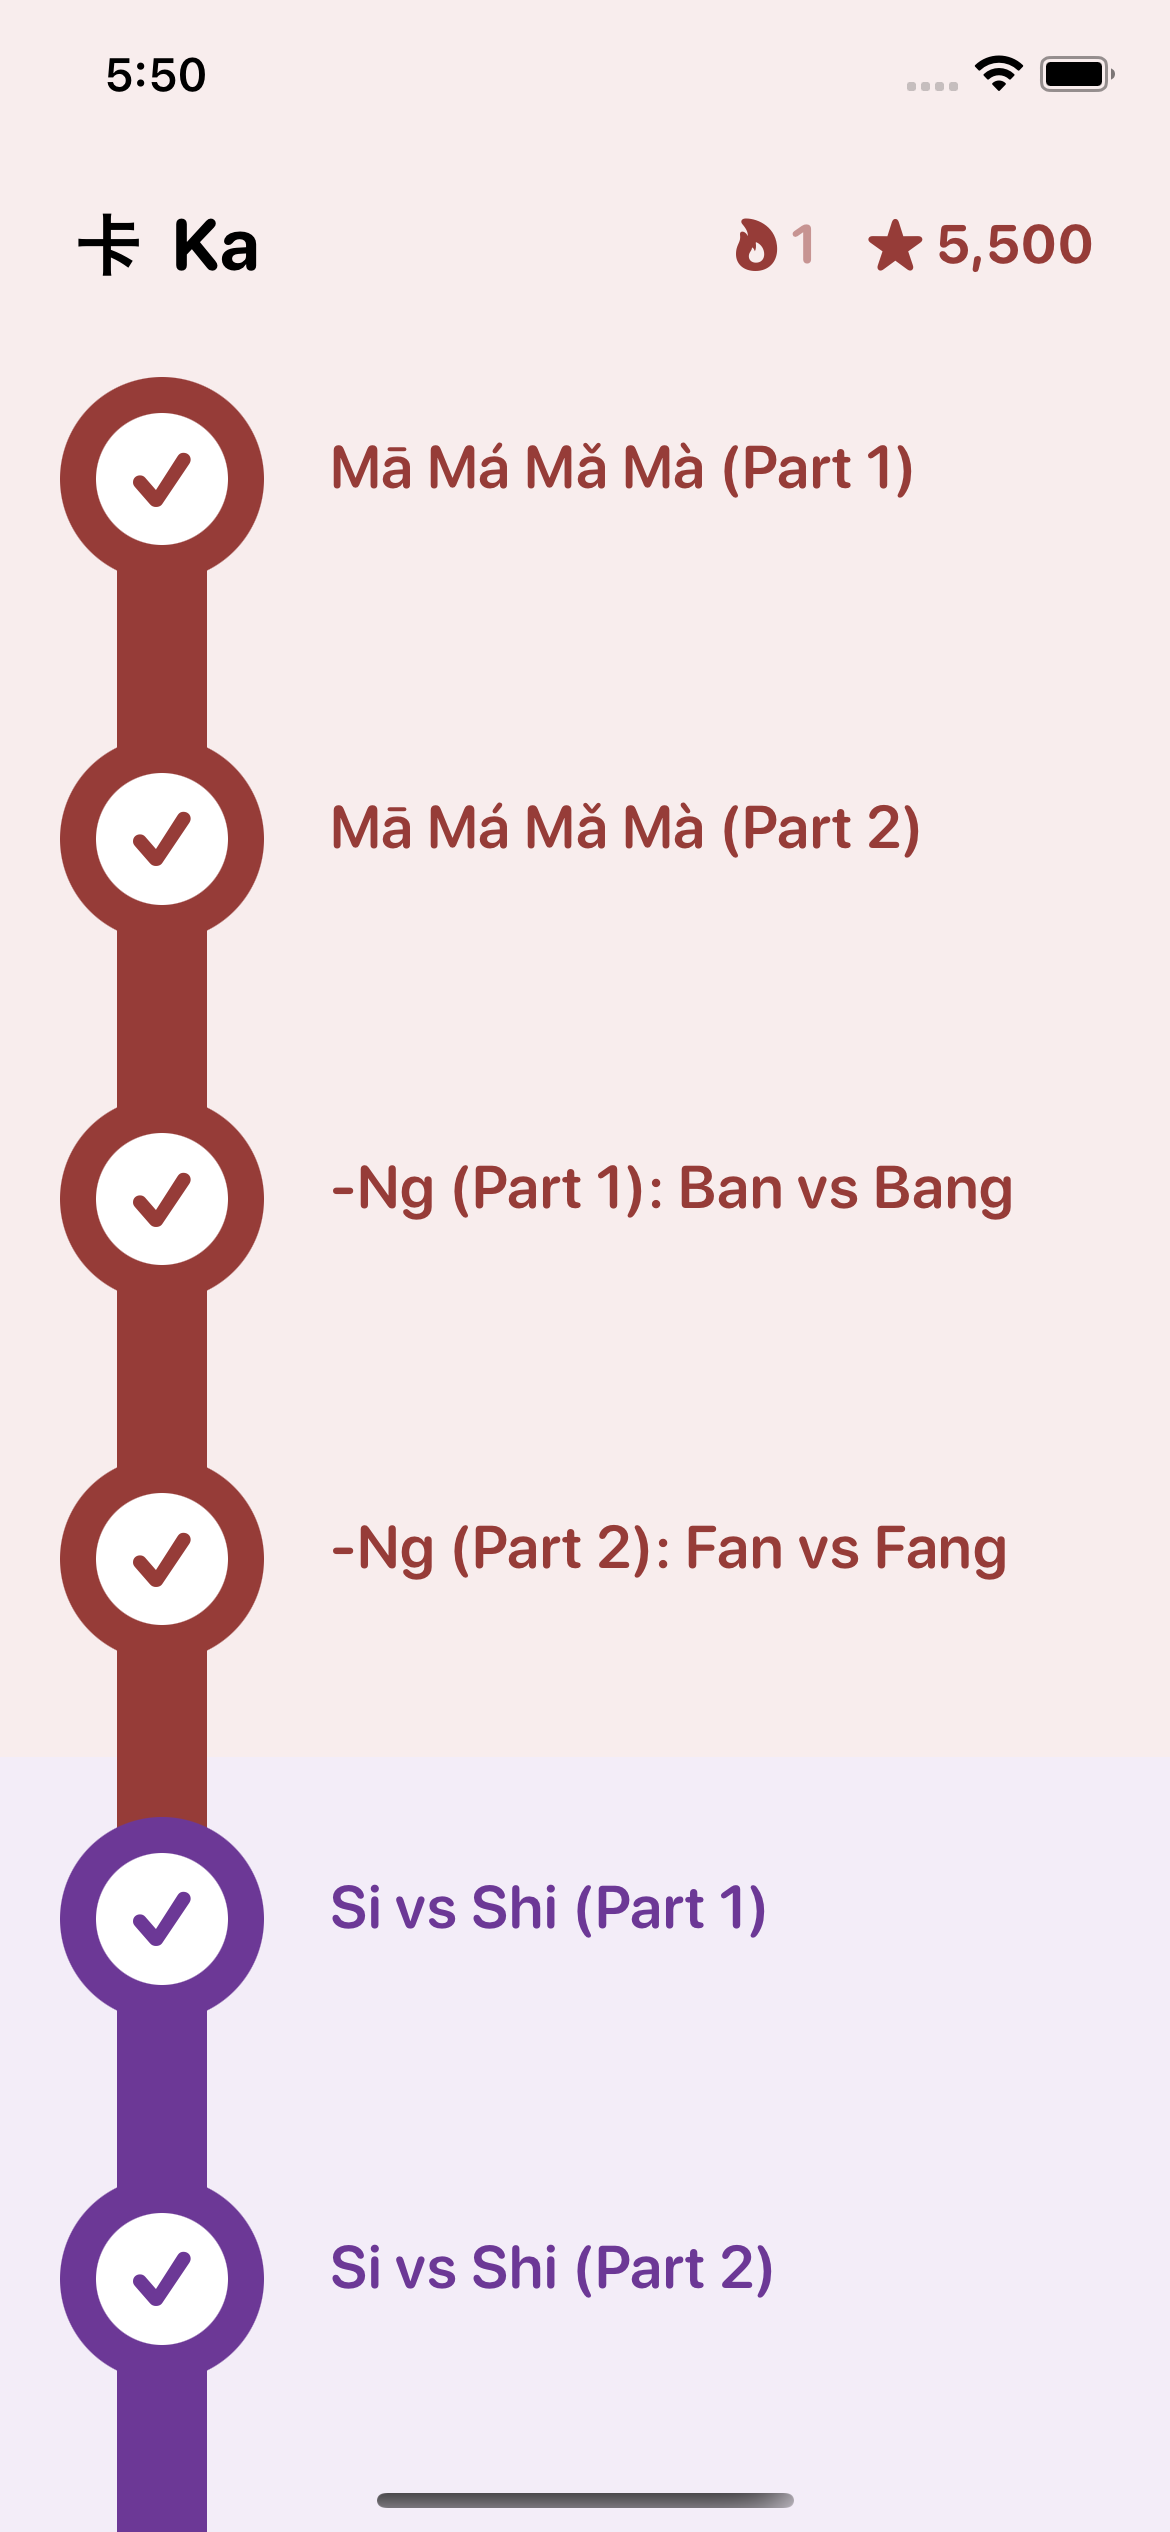 5:50
卡 Ka 1 5,500
Mā Má Mǎ Mà (Part 1)
Mā Má Mǎ Mà (Part 2)
-Ng (Part 1): Ban vs Bang
-Ng (Part 2): Fan vs Fang
Si vs Shi (Part 1)
Si vs Shi (Part 2)